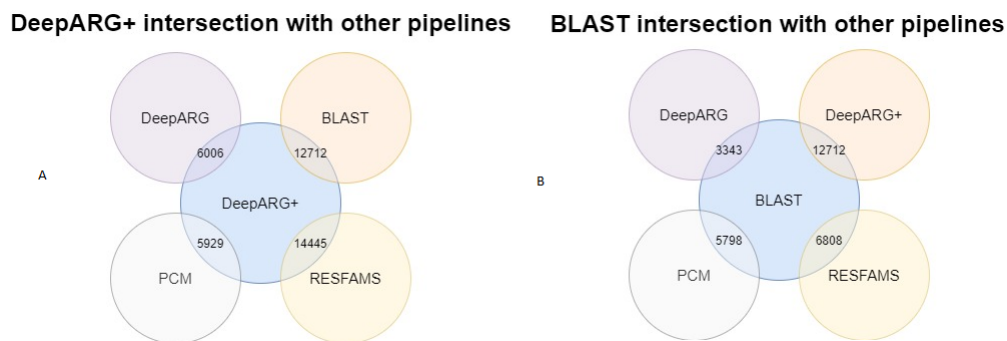 DeepARG+ intersection with other pipelines
DeepARG
BLAST
6006
12712
A
DeepARG+
5929
14445
PCM
RESFAMS
BLAST intersection with other pipelines
DeepARG
DeepARG+
3343
12712
B
BLAST
5798
6808
PCM
RESFAMS